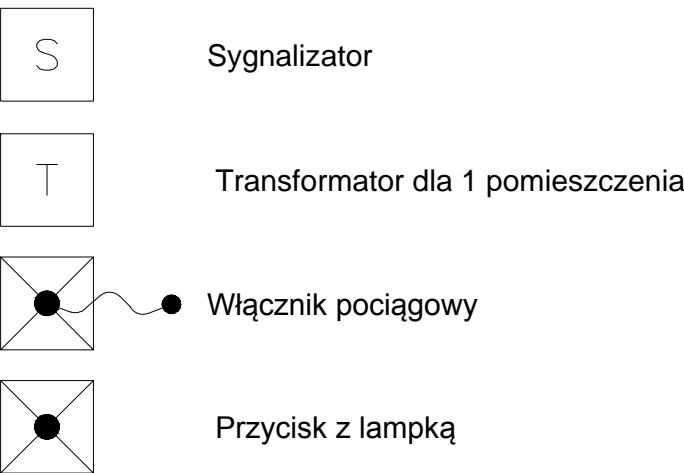 S Sygnalizator
T Transformator dla 1 pomieszczenia
Włącznik pociągowy
Przycisk z lampką